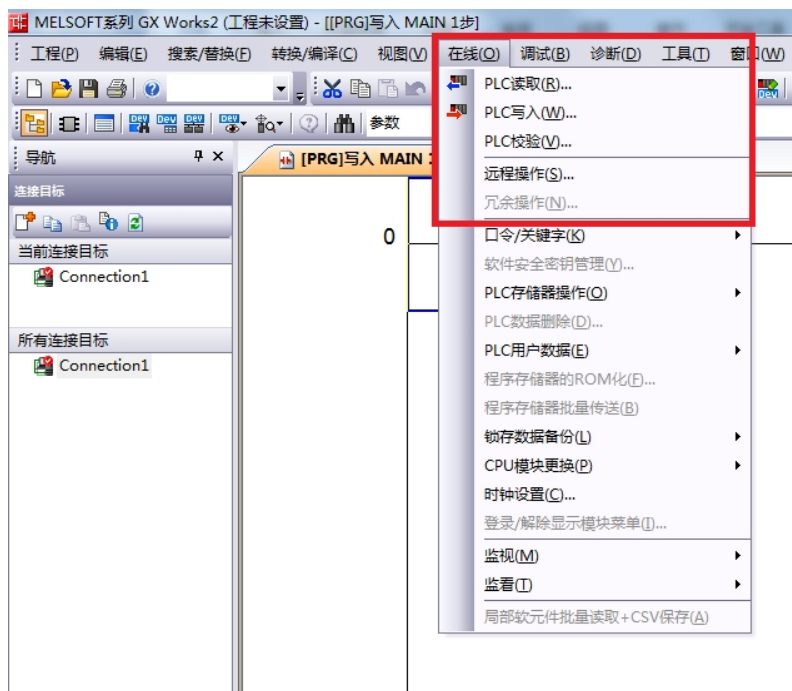 MELSOFT系列 GX Works2 (工程未设置) - [[PRG]写入 MAIN 1步]
工程(P) 编辑(E) 搜索/替换(F) 转换/编译(C) 视图(V) 在线(O) 调试(B) 诊断(D) 工具(T) 窗口(W)
参数
导航
[PRG]写入 MAIN 1
连接目标
当前连接目标
Connection1
所有连接目标
Connection1
0
PLC读取(R)...
PLC写入(W)...
PLC校验(V)...
远程操作(S)...
冗余操作(N)...
口令/关键字(K)
软件安全密钥管理(Y)...
PLC存储器操作(O)
PLC数据删除(D)...
PLC用户数据(E)
程序存储器的ROM化(F)...
程序存储器批量传送(B)
锁存数据备份(L)
CPU模块更换(P)
时钟设置(C)...
登录/解除显示模块菜单(I)...
监视(M)
监看(T)
局部软元件批量读取+CSV保存(A)